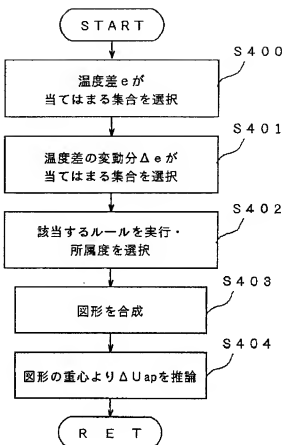 ＳＴＡＲＴ
Ｓ４００
温度差ｅが
当てはまる集合を選択
Ｓ４０１
温度差の変動分Δｅが
当てはまる集合を選択
Ｓ４０２
該当するルールを実行・
所属度を選択
Ｓ４０３
図形を合成
Ｓ４０４
図形の重心よりΔＵapを推論
Ｒ Ｅ Ｔ